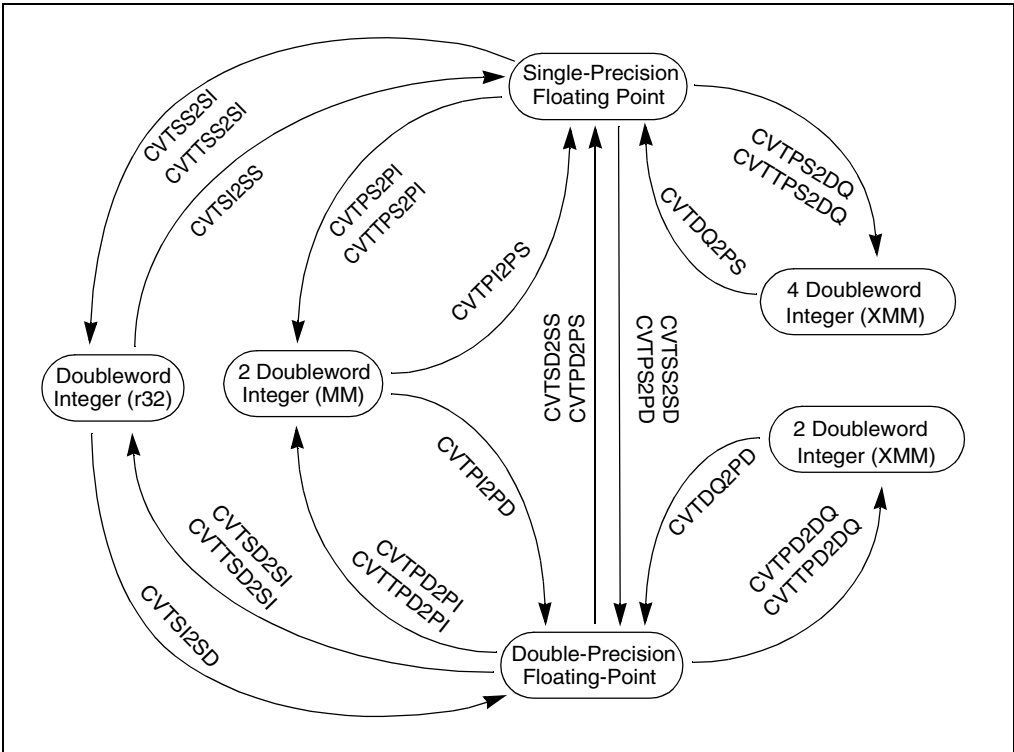 Single-Precision
Floating Point
CVTSS2SI
CVTTSS2SI
CVTSI2SS
CVTPS2PI
CVTTPS2PI
CVTPI2PS
CVTPS2DQ
CVTTPS2DQ
CVTDQ2PS
4 Doubleword
Integer (XMM)
CVTSD2SS
CVTPD2PS
CVTSS2SD
CVTPS2PD
Doubleword
Integer (r32)
2 Doubleword
Integer (MM)
2 Doubleword
Integer (XMM)
CVTPI2PD
CVTDQ2PD
CVTPD2DQ
CVTTPD2DQ
CVTSD2SI
CVTTSD2SI
CVTPD2PI
CVTTPD2PI
CVTSI2SD
Double-Precision
Floating-Point